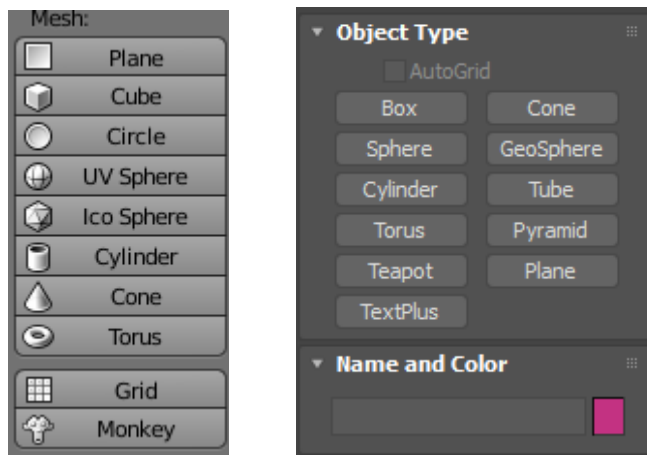 Mesh:
Plane
Cube
Circle
UV Sphere
Ico Sphere
Cylinder
Cone
Torus
Grid
Monkey
Object Type
AutoGrid
Box Cone
Sphere GeoSphere
Cylinder Tube
Torus Pyramid
Teapot Plane
TextPlus
Name and Color